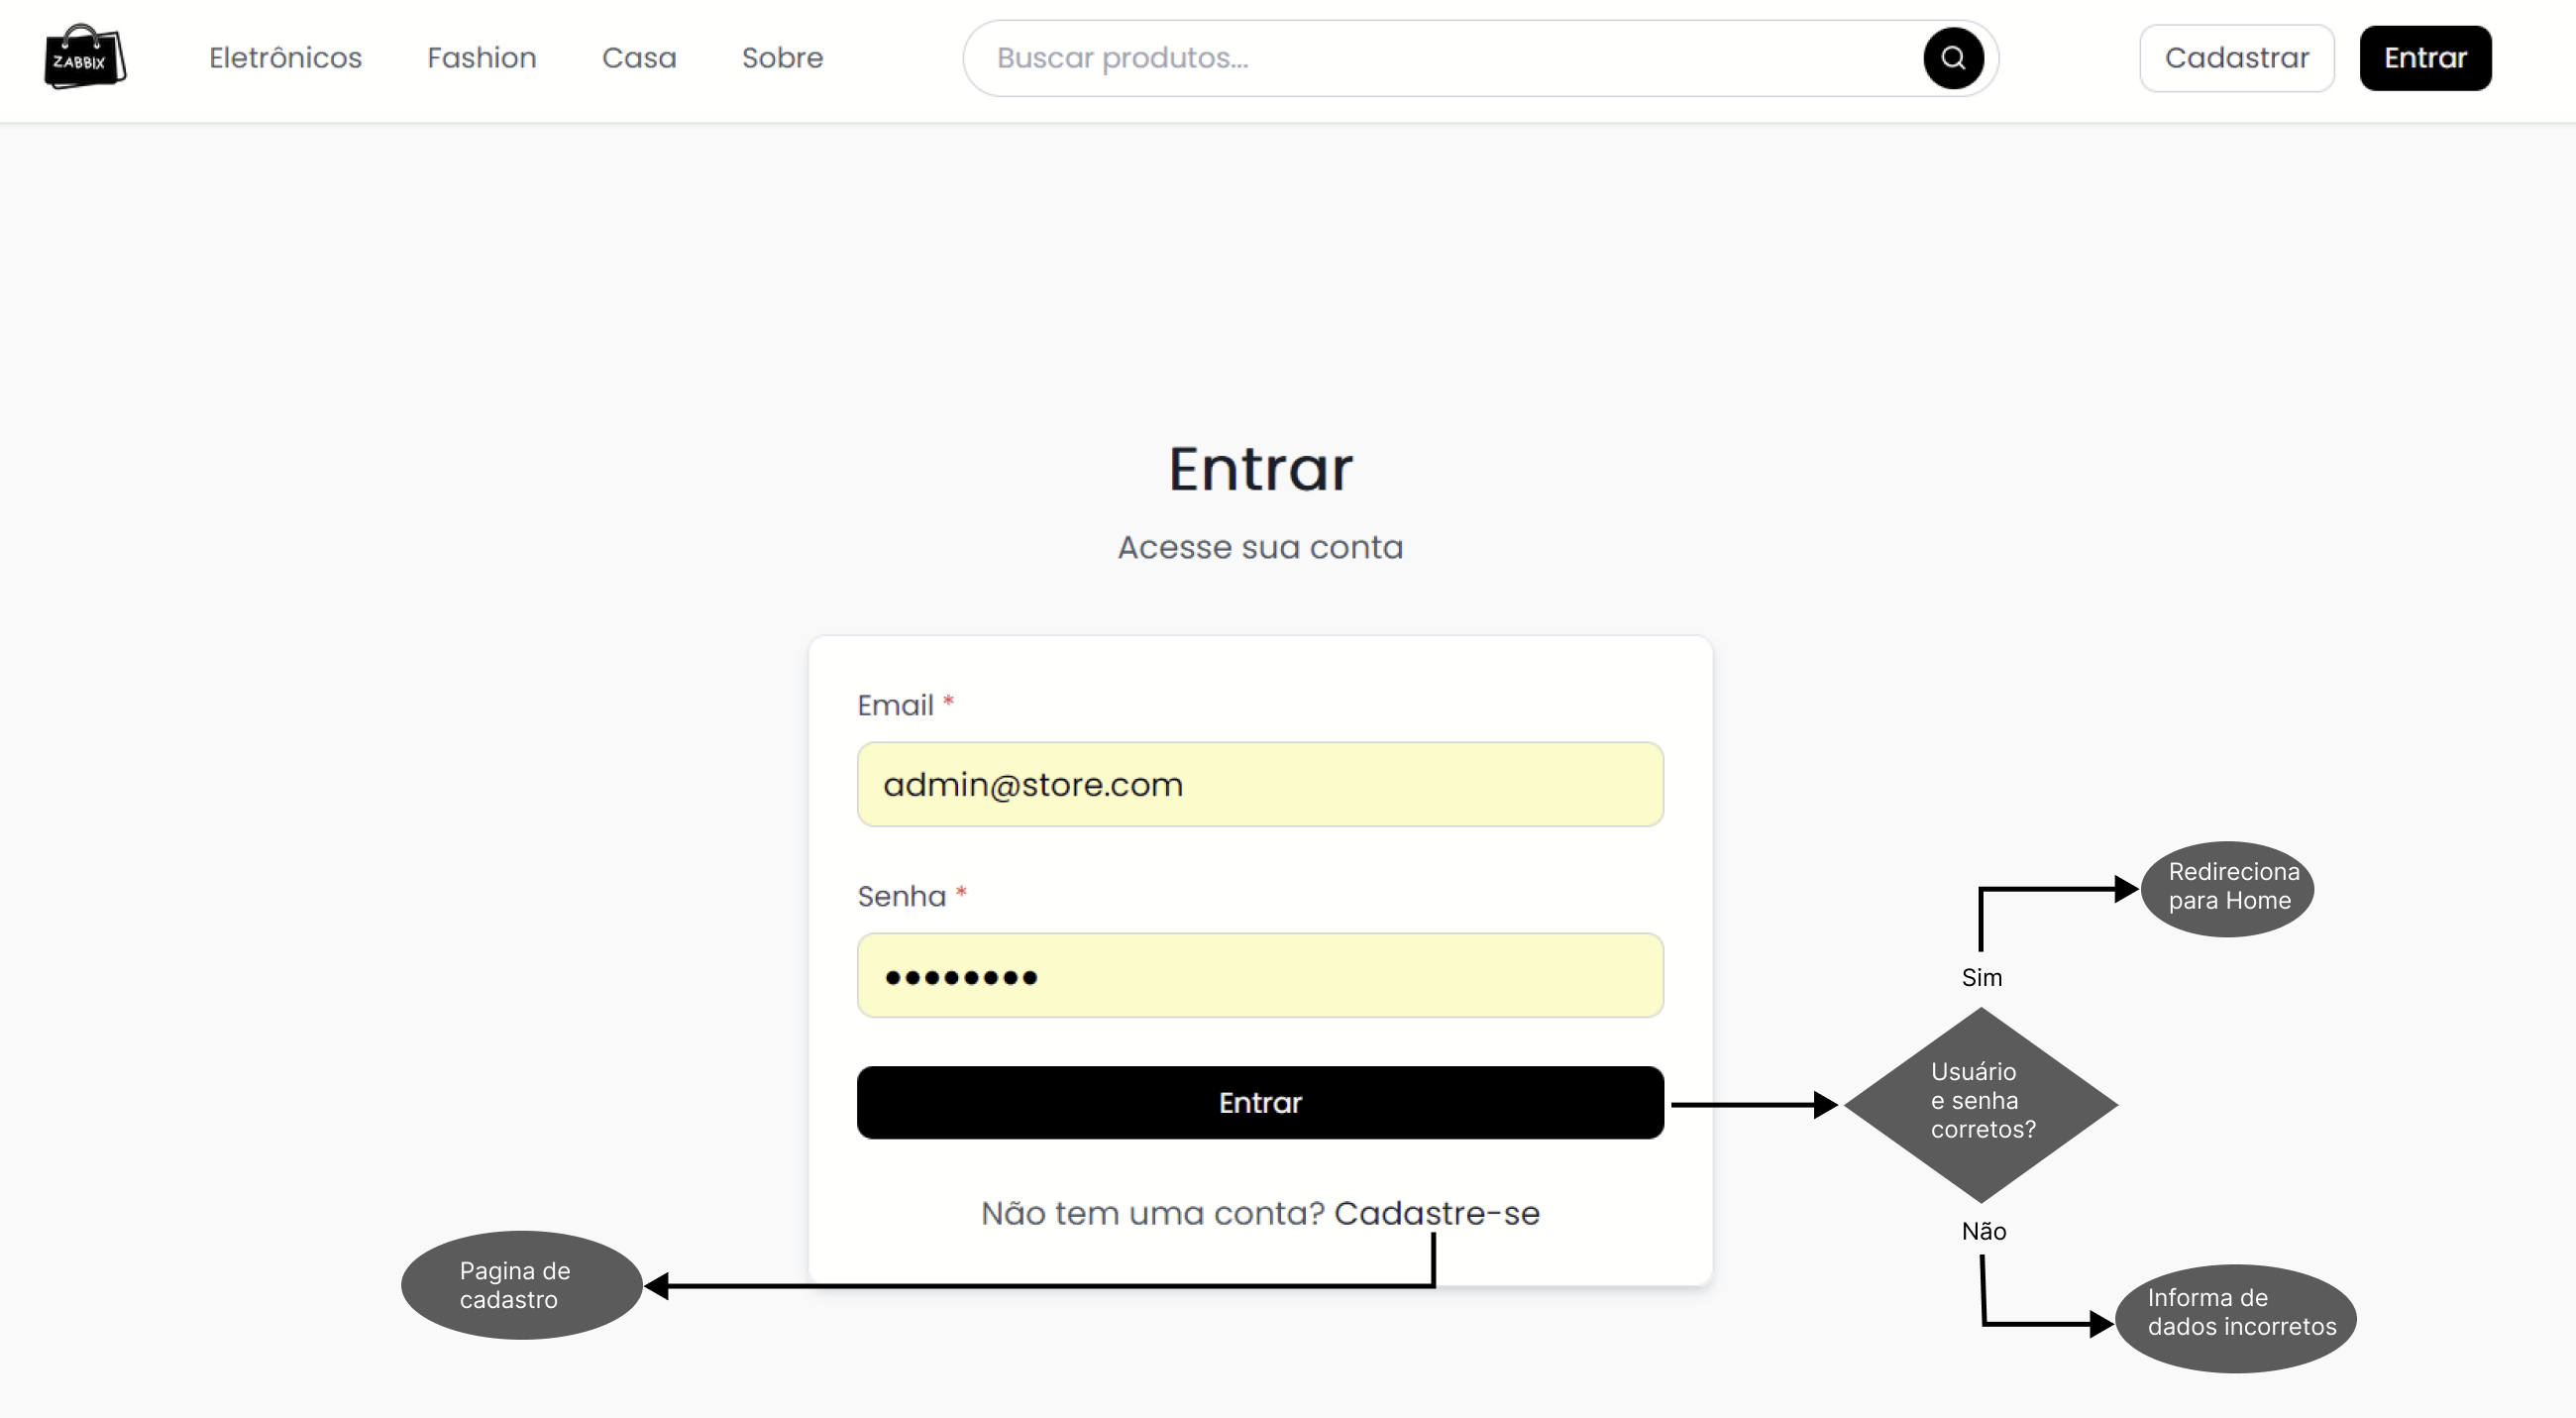 ZABBIX
Eletrônicos
Fashion
Casa
Sobre
Buscar produtos...
Cadastrar
Entrar
Entrar
Acesse sua conta
Email *
admin@store.com
Senha *
••••••••
Entrar
Não tem uma conta? Cadastre-se
Pagina de
cadastro
Usuário
e senha
corretos?
Sim
Redireciona
para Home
Não
Informa de
dados incorretos